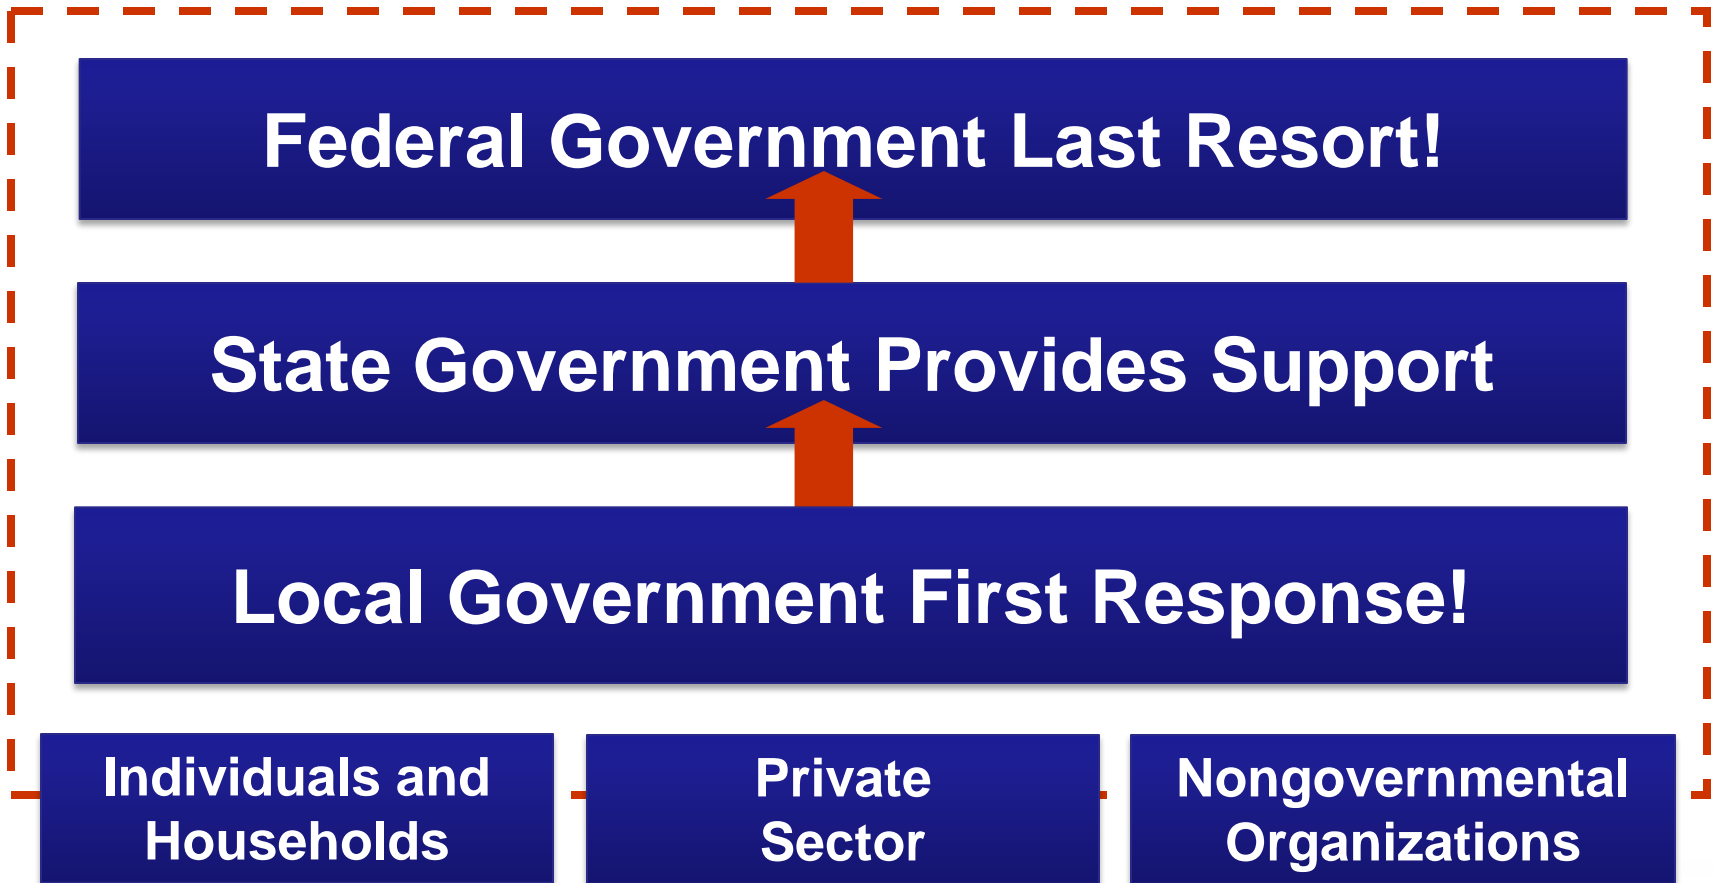 Federal Government Last Resort!
State Government Provides Support
Local Government First Response!
Individuals and
Households
Private
Sector
Nongovernmental
Organizations